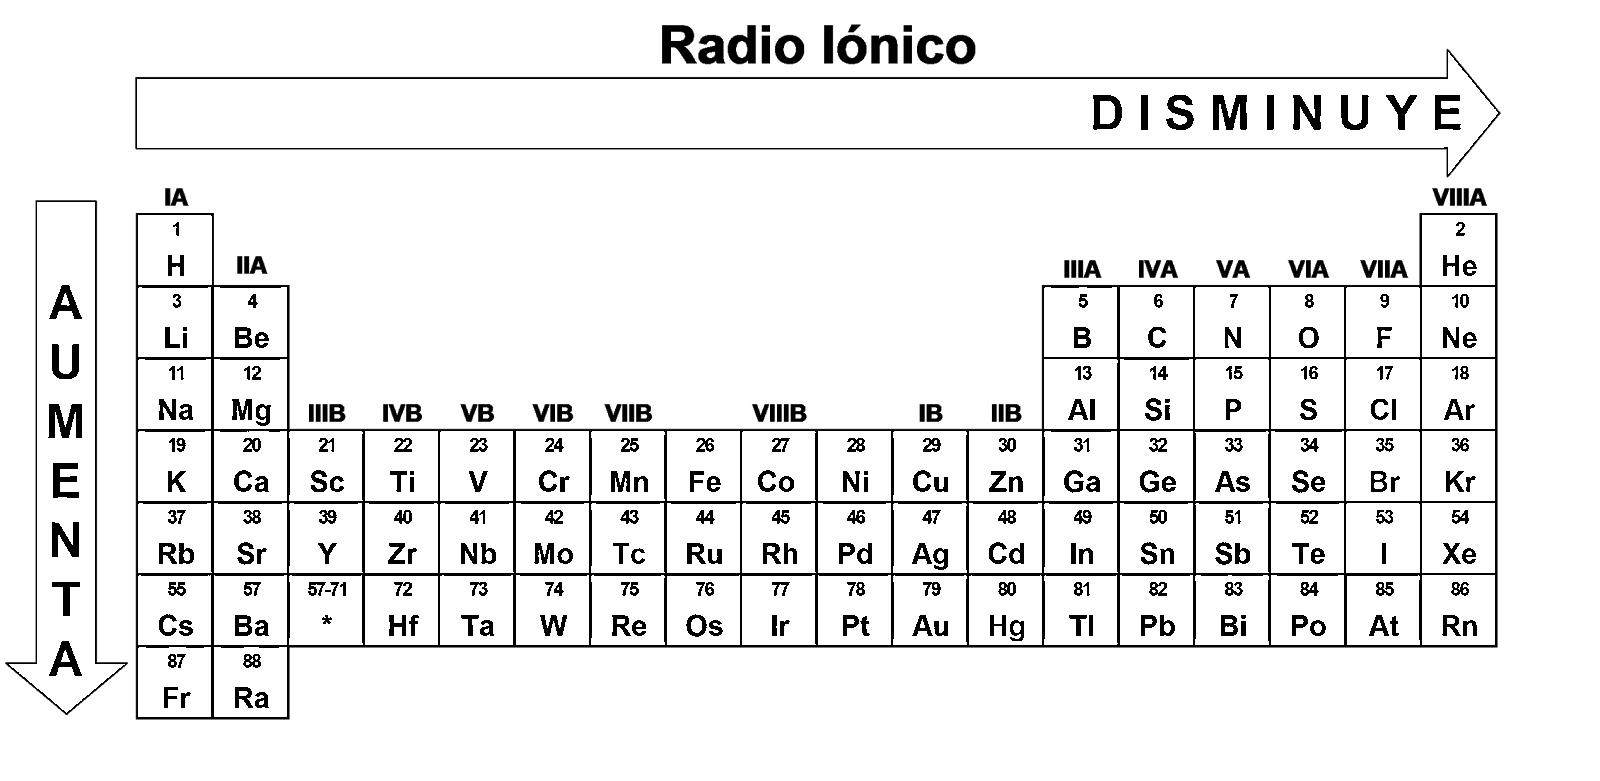 Radio Iónico
DISMINUYE
AUMENTA
IA VIIIA
1 2
H IIA IIIA IVA VA VIA VIIA He
3 4 5 6 7 8 9 10
Li Be B C N O F Ne
11 12 13 14 15 16 17 18
Na Mg IIIB IVB VB VIB VIIB VIIIB IB IIB Al Si P S Cl Ar
19 20 21 22 23 24 25 26 27 28 29 30 31 32 33 34 35 36
K Ca Sc Ti V Cr Mn Fe Co Ni Cu Zn Ga Ge As Se Br Kr
37 38 39 40 41 42 43 44 45 46 47 48 49 50 51 52 53 54
Rb Sr Y Zr Nb Mo Tc Ru Rh Pd Ag Cd In Sn Sb Te I Xe
55 57 57-71 72 73 74 75 76 77 78 79 80 81 82 83 84 85 86
Cs Ba * Hf Ta W Re Os Ir Pt Au Hg Tl Pb Bi Po At Rn
87 88
Fr Ra